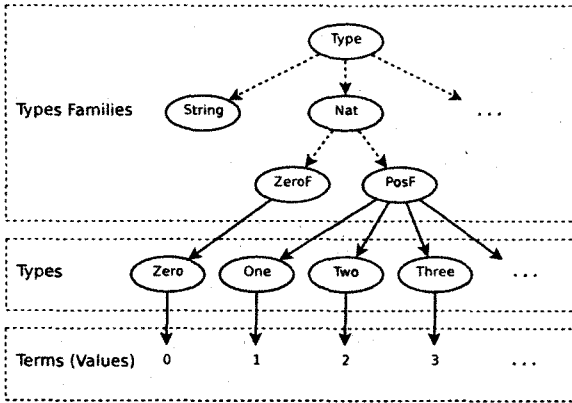 Type
Types Families String Nat ...
ZeroF PosF
Types Zero One Two Three ...
Terms (Values) 0 1 2 3 ...